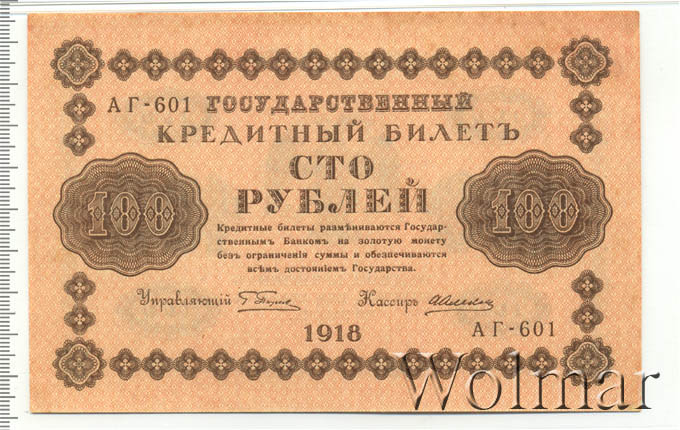 АГ-601 ГОСУДАРСТВЕННЫЙ
КРЕДИТНЫЙ БИЛЕТЪ
СТО
РУБЛЕЙ
100
100
Кредитные билеты размѣниваются Государ-
ственнымъ Банкомъ на золотую монету
безъ ограниченія суммы и обезпечиваются
всѣмъ достояніемъ Государства.
Управляющій
Кассиръ
1918
АГ-601
Wolmar